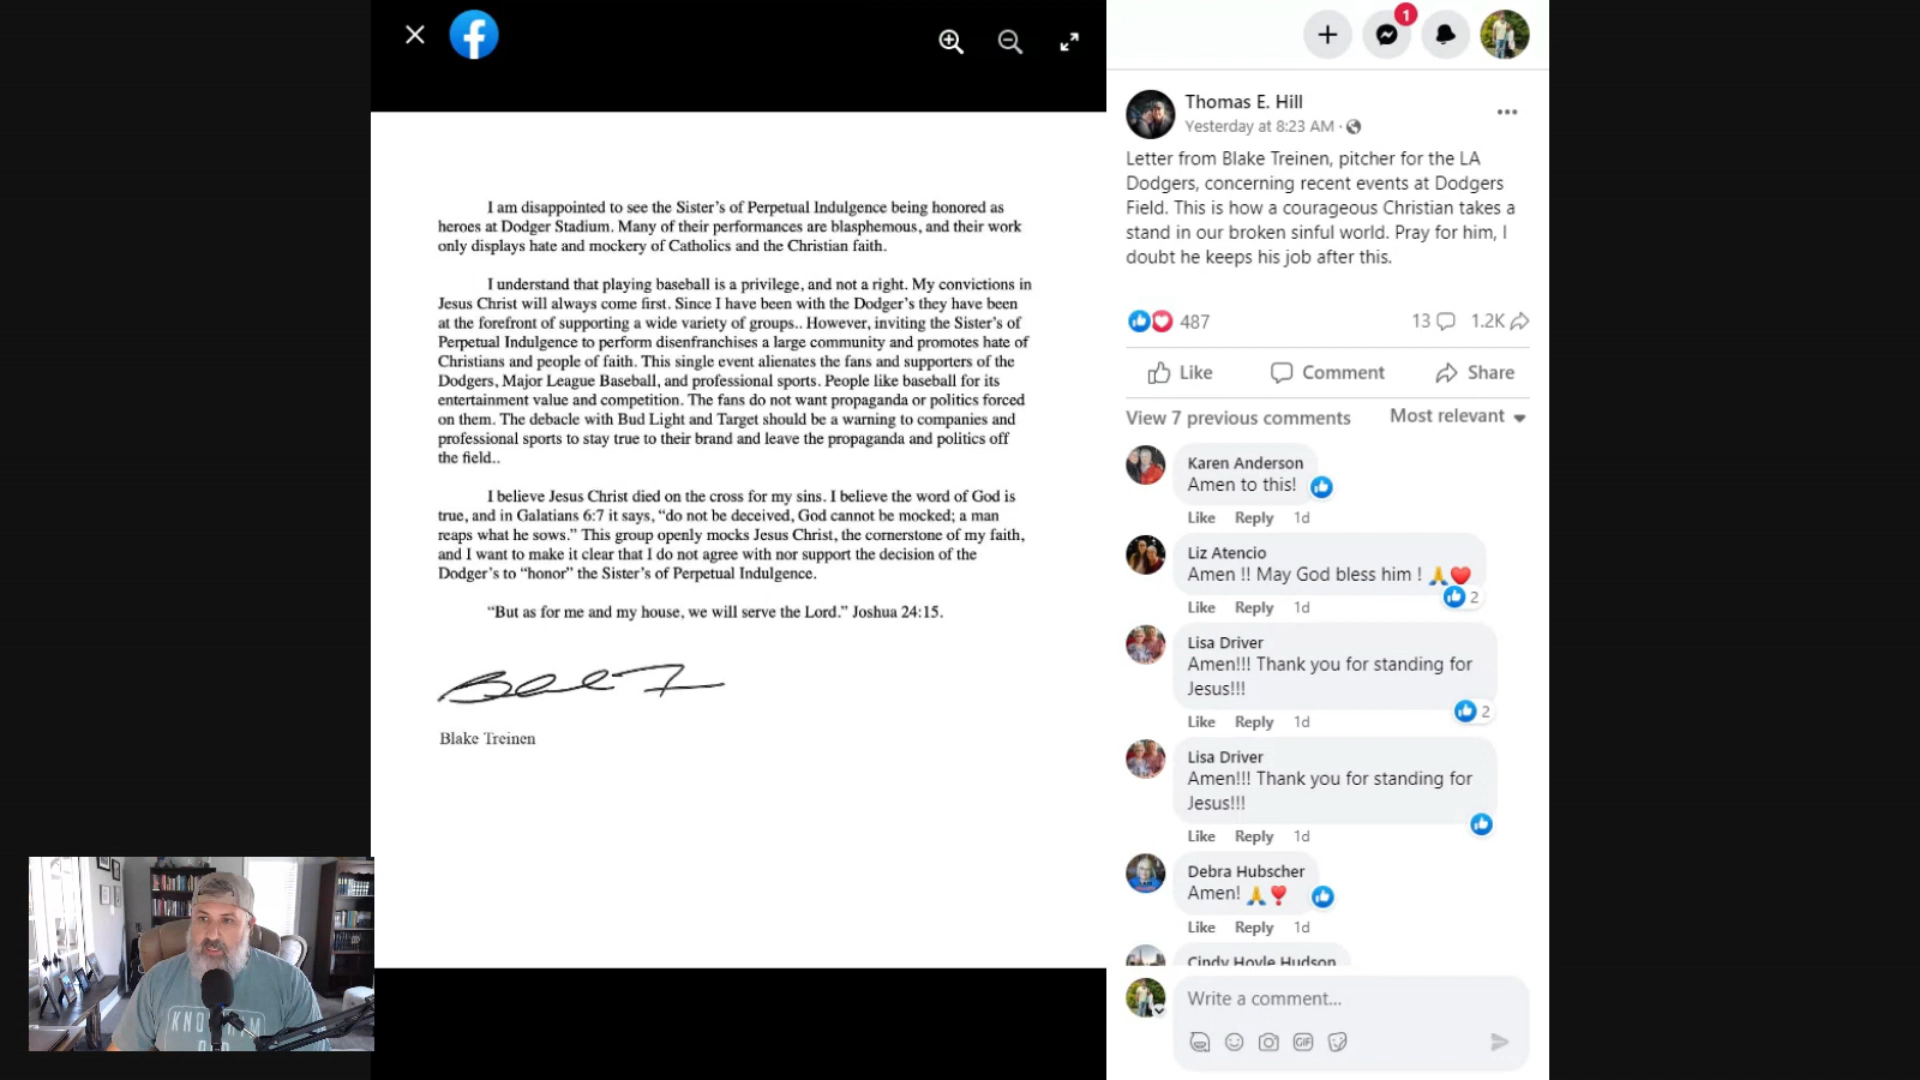 I am disappointed to see the Sister's of Perpetual Indulgence being honored as
heroes at Dodger Stadium. Many of their performances are blasphemous, and their work
only displays hate and mockery of Catholics and the Christian faith.
I understand that playing baseball is a privilege, and not a right. My convictions in
Jesus Christ will always come first. Since I have been with the Dodger's they have been
at the forefront of supporting a wide variety of groups.. However, inviting the Sister's of
Perpetual Indulgence to perform disenfranchises a large community and promotes hate of
Christians and people of faith. This single event alienates the fans and supporters of the
Dodgers, Major League Baseball, and professional sports. People like baseball for its
entertainment value and competition. The fans do not want propaganda or politics forced
on them. The debacle with Bud Light and Target should be a warning to companies and
professional sports to stay true to their brand and leave the propaganda and politics off
the field..
I believe Jesus Christ died on the cross for my sins. I believe the word of God is
true, and in Galatians 6:7 it says, “do not be deceived, God cannot be mocked; a man
reaps what he sows.” This group openly mocks Jesus Christ, the cornerstone of my faith,
and I want to make it clear that I do not agree with nor support the decision of the
Dodger's to “honor” the Sister's of Perpetual Indulgence.
“But as for me and my house, we will serve the Lord.” Joshua 24:15.
Blake Treinen
1
Thomas E. Hill
Yesterday at 8:23 AM ·
Letter from Blake Treinen, pitcher for the LA
Dodgers, concerning recent events at Dodgers
Field. This is how a courageous Christian takes a
stand in our broken sinful world. Pray for him, I
doubt he keeps his job after this.
487 13 1.2K
Like Comment Share
View 7 previous comments Most relevant
Karen Anderson
Amen to this!
Like Reply 1d
Liz Atencio
Amen !! May God bless him ! 🙏❤️
2
Like Reply 1d
Lisa Driver
Amen!!! Thank you for standing for
Jesus!!!
2
Like Reply 1d
Lisa Driver
Amen!!! Thank you for standing for
Jesus!!!
Like Reply 1d
Debra Hubscher
Amen! 🙏❣️
Like Reply 1d
Cindy Hoyle Hudson
Write a comment...
GIF